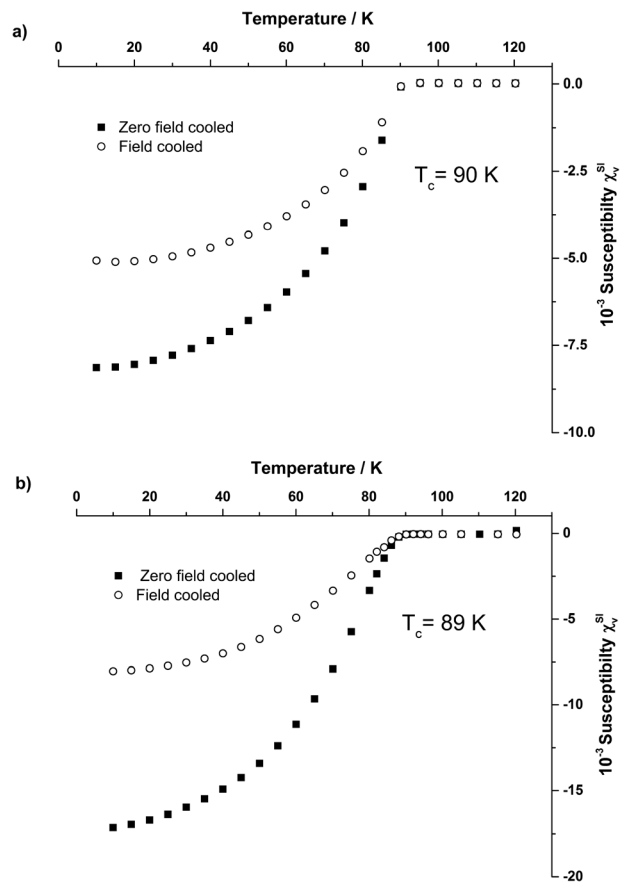 a)
Temperature / K
0 20 40 60 80 100 120
0.0
Zero field cooled
Field cooled
T_c= 90 K
-2.5
-5.0
-7.5
-10.0
10⁻³ Susceptibilty χ_v^SI
b)
Temperature / K
0 20 40 60 80 100 120
0
Zero field cooled
Field cooled
T_c= 89 K
-5
-10
-15
-20
10⁻³ Susceptibilty χ_v^SI